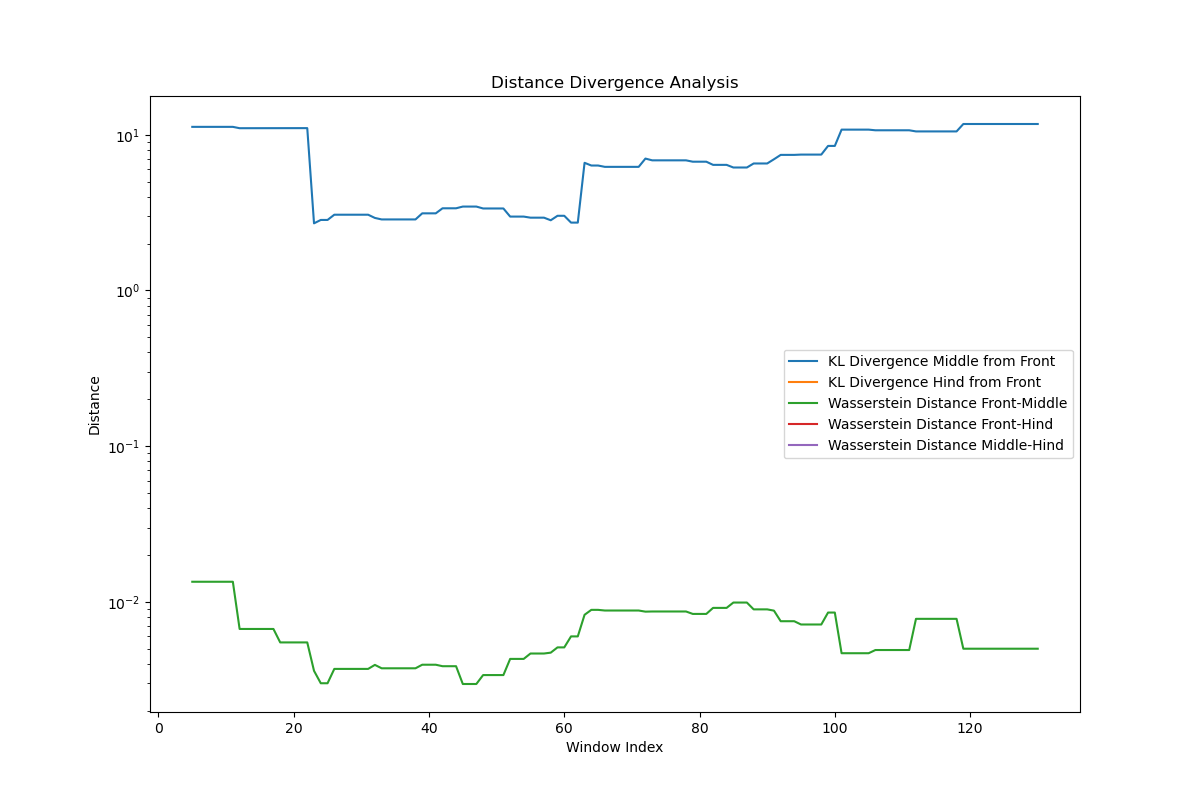 Distance Divergence Analysis
10¹
10⁰
10⁻¹
10⁻²
Distance
KL Divergence Middle from Front
KL Divergence Hind from Front
Wasserstein Distance Front-Middle
Wasserstein Distance Front-Hind
Wasserstein Distance Middle-Hind
0 20 40 60 80 100 120
Window Index